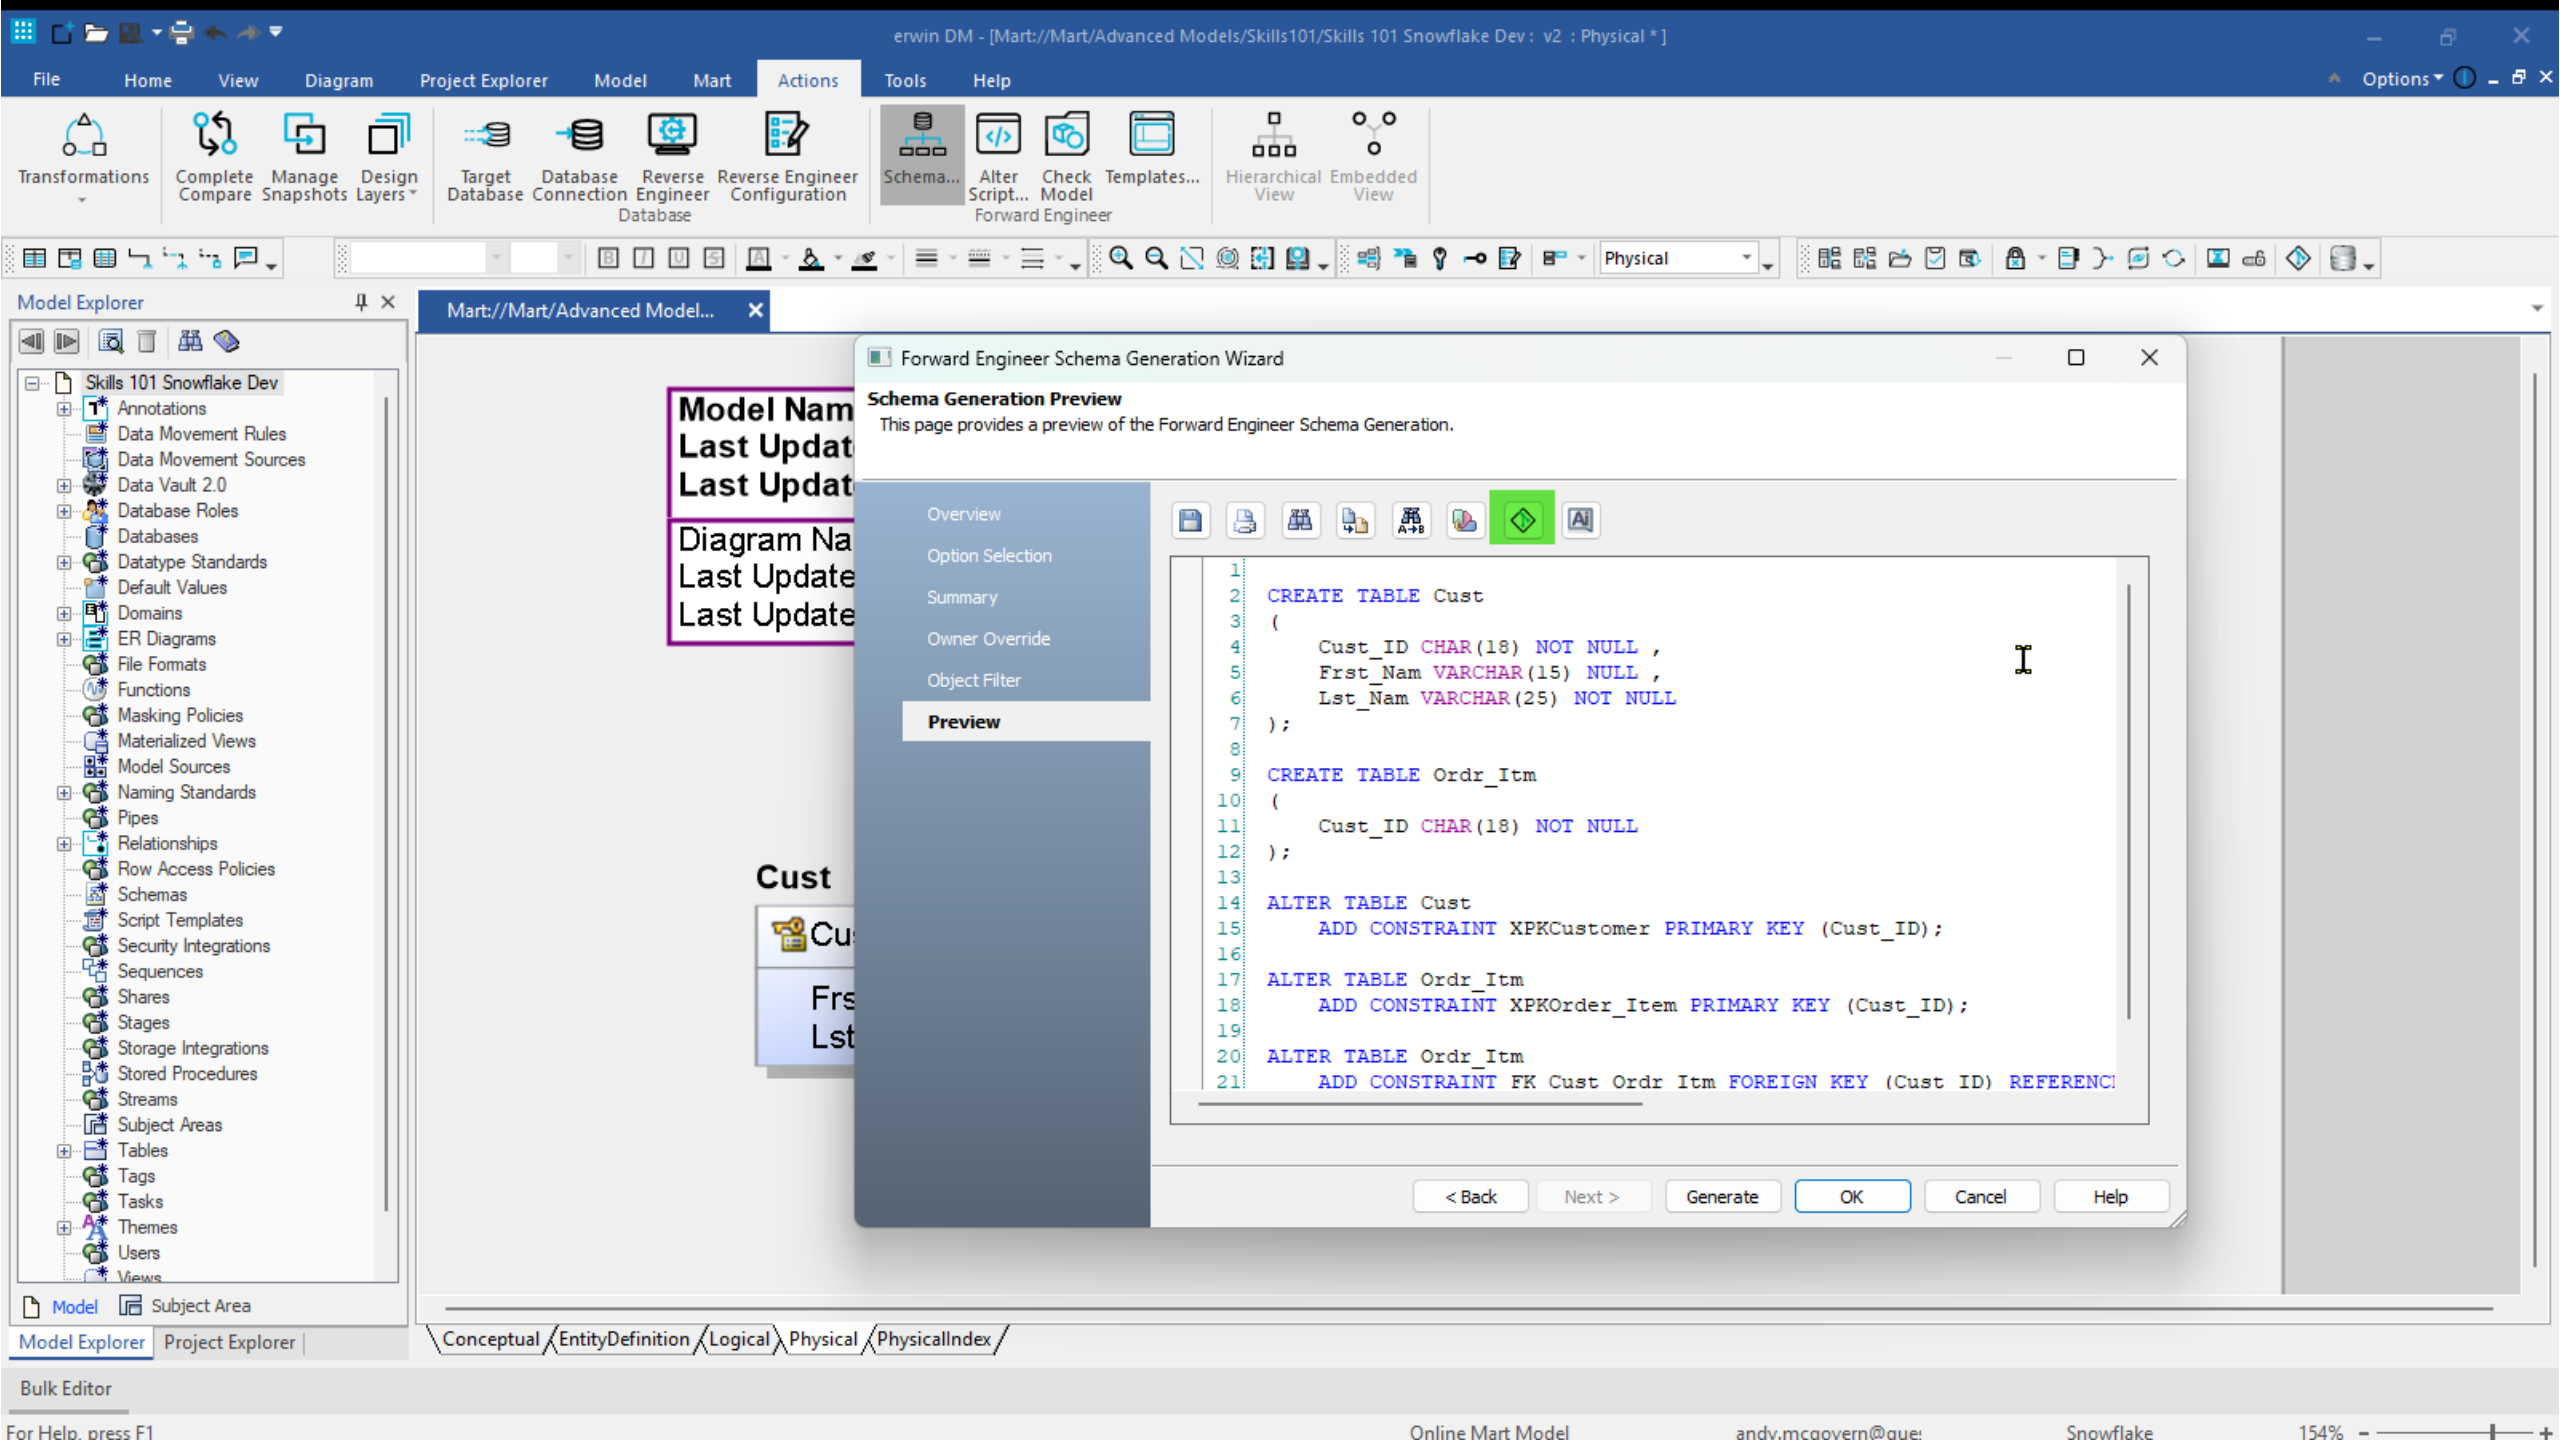 erwin DM - [Mart://Mart/Advanced Models/Skills101/Skills 101 Snowflake Dev : v2 : Physical * ]
File Home View Diagram Project Explorer Model Mart Actions Tools Help Options
Transformations
Complete Compare
Manage Snapshots
Design Layers
Target Database
Database Connection
Reverse Engineer
Reverse Engineer Configuration
Database
Schema...
Alter Script...
Check Model
Templates...
Forward Engineer
Hierarchical View
Embedded View
Physical
Model Explorer
Mart://Mart/Advanced Model...
Skills 101 Snowflake Dev
Annotations
Data Movement Rules
Data Movement Sources
Data Vault 2.0
Database Roles
Databases
Datatype Standards
Default Values
Domains
ER Diagrams
File Formats
Functions
Masking Policies
Materialized Views
Model Sources
Naming Standards
Pipes
Relationships
Row Access Policies
Schemas
Script Templates
Security Integrations
Sequences
Shares
Stages
Storage Integrations
Stored Procedures
Streams
Subject Areas
Tables
Tags
Tasks
Themes
Users
Views
Model Subject Area
Model Explorer Project Explorer
Model Nam
Last Updat
Last Updat
Diagram Na
Last Update
Last Update
Cust
Cu
Frs
Lst
Forward Engineer Schema Generation Wizard
Schema Generation Preview
This page provides a preview of the Forward Engineer Schema Generation.
Overview
Option Selection
Summary
Owner Override
Object Filter
Preview
A→B
Ai
1
2 CREATE TABLE Cust
3 (
4 Cust_ID CHAR(18) NOT NULL ,
5 Frst_Nam VARCHAR(15) NULL ,
6 Lst_Nam VARCHAR(25) NOT NULL
7 );
8
9 CREATE TABLE Ordr_Itm
10 (
11 Cust_ID CHAR(18) NOT NULL
12 );
13
14 ALTER TABLE Cust
15 ADD CONSTRAINT XPKCustomer PRIMARY KEY (Cust_ID);
16
17 ALTER TABLE Ordr_Itm
18 ADD CONSTRAINT XPKOrder_Item PRIMARY KEY (Cust_ID);
19
20 ALTER TABLE Ordr_Itm
21 ADD CONSTRAINT FK_Cust_Ordr_Itm FOREIGN KEY (Cust_ID) REFERENC
< Back Next > Generate OK Cancel Help
Conceptual EntityDefinition Logical Physical PhysicalIndex
Bulk Editor
For Help, press F1 Online Mart Model andy.mcgovern@que Snowflake 154%